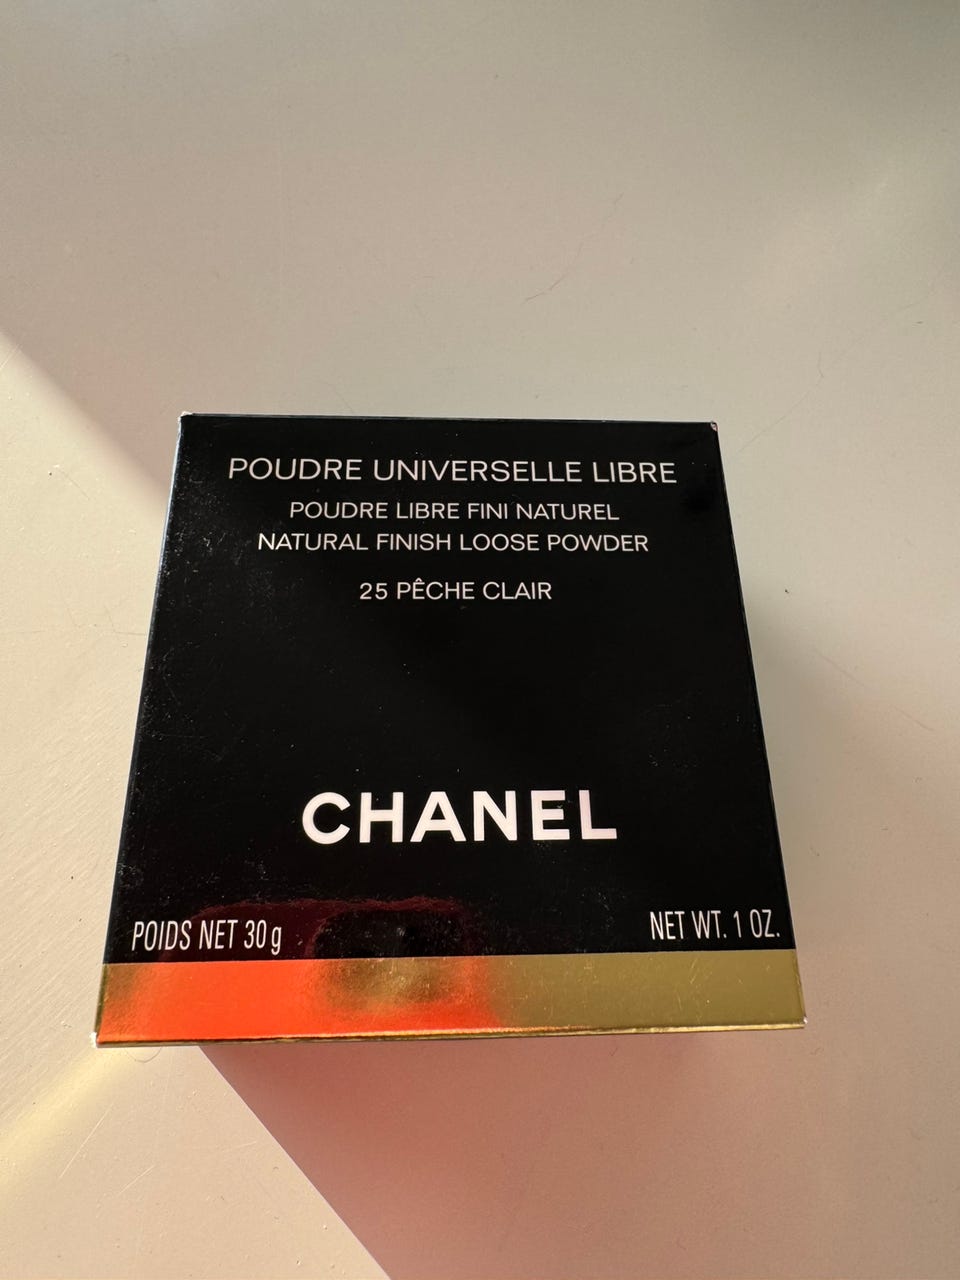 POUDRE UNIVERSELLE LIBRE
POUDRE LIBRE FINI NATUREL
NATURAL FINISH LOOSE POWDER
25 PÊCHE CLAIR
CHANEL
POIDS NET 30 g NET WT. 1 OZ.